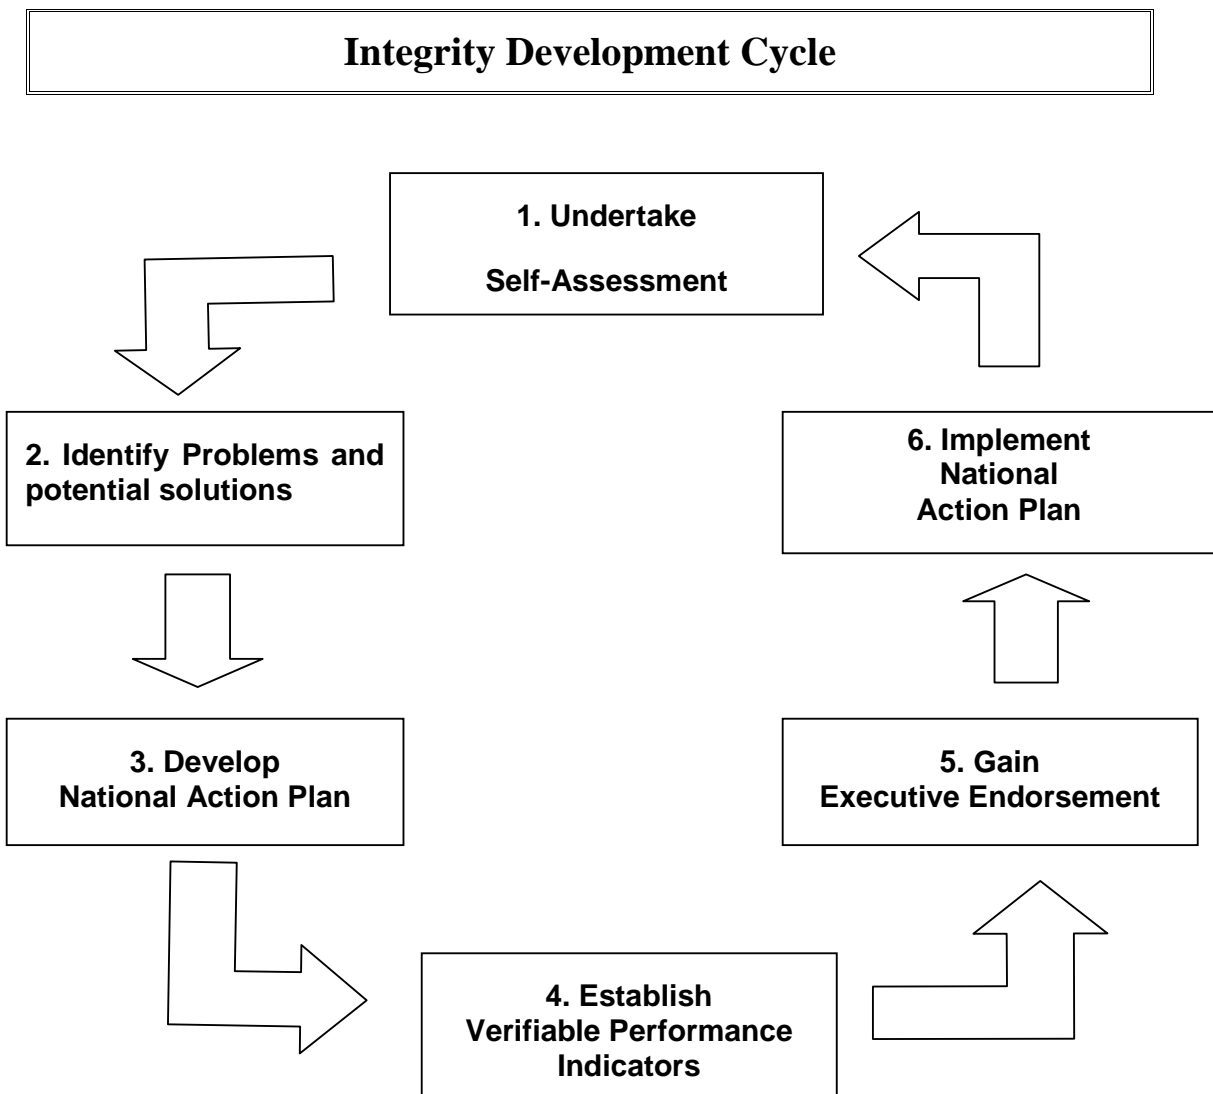 Integrity Development Cycle
1. Undertake
Self-Assessment
2. Identify Problems and
potential solutions
3. Develop
National Action Plan
4. Establish
Verifiable Performance
Indicators
5. Gain
Executive Endorsement
6. Implement
National
Action Plan